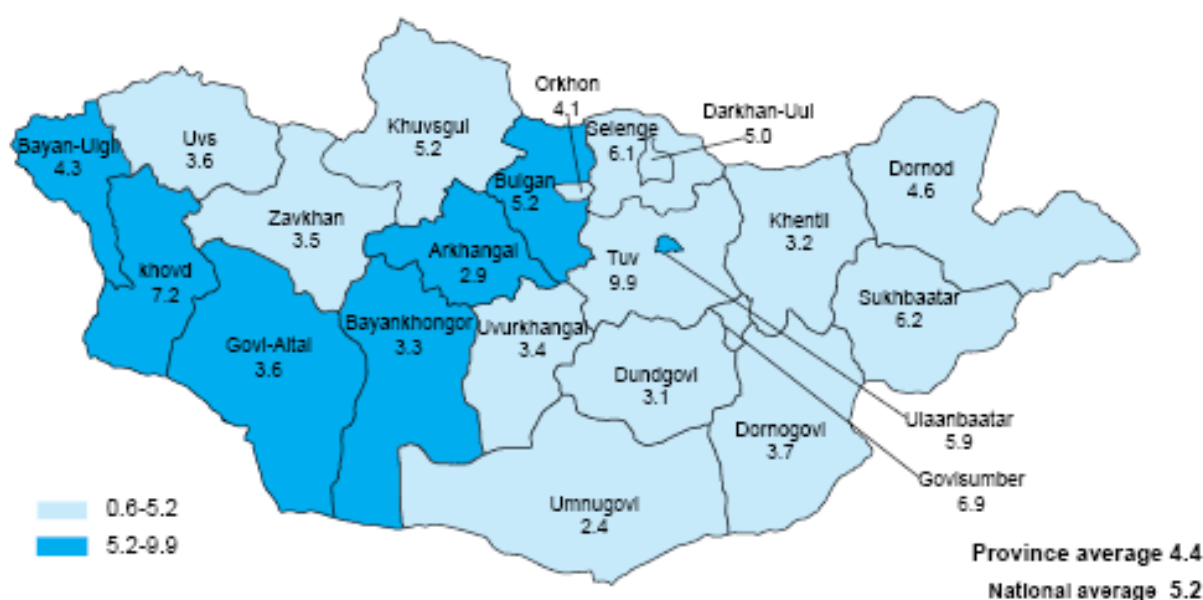 Orkhon
4.1
Darkhan-Uul
5.0
Khuvsgul
5.2
Selenge
6.1
Bayan-Ulgii
4.3
Uvs
3.6
Dornod
4.6
Bulgan
5.2
Zavkhan
3.5
Khentii
3.2
Arkhangai
2.9
Tuv
9.9
khovd
7.2
Sukhbaatar
6.2
Bayankhongor
3.3
Uvurkhangai
3.4
Govi-Altai
3.6
Dundgovi
3.1
Ulaanbaatar
5.9
Dornogovi
3.7
Govisumber
6.9
Umnugovi
2.4
0.6-5.2
5.2-9.9
Province average 4.4
National average 5.2